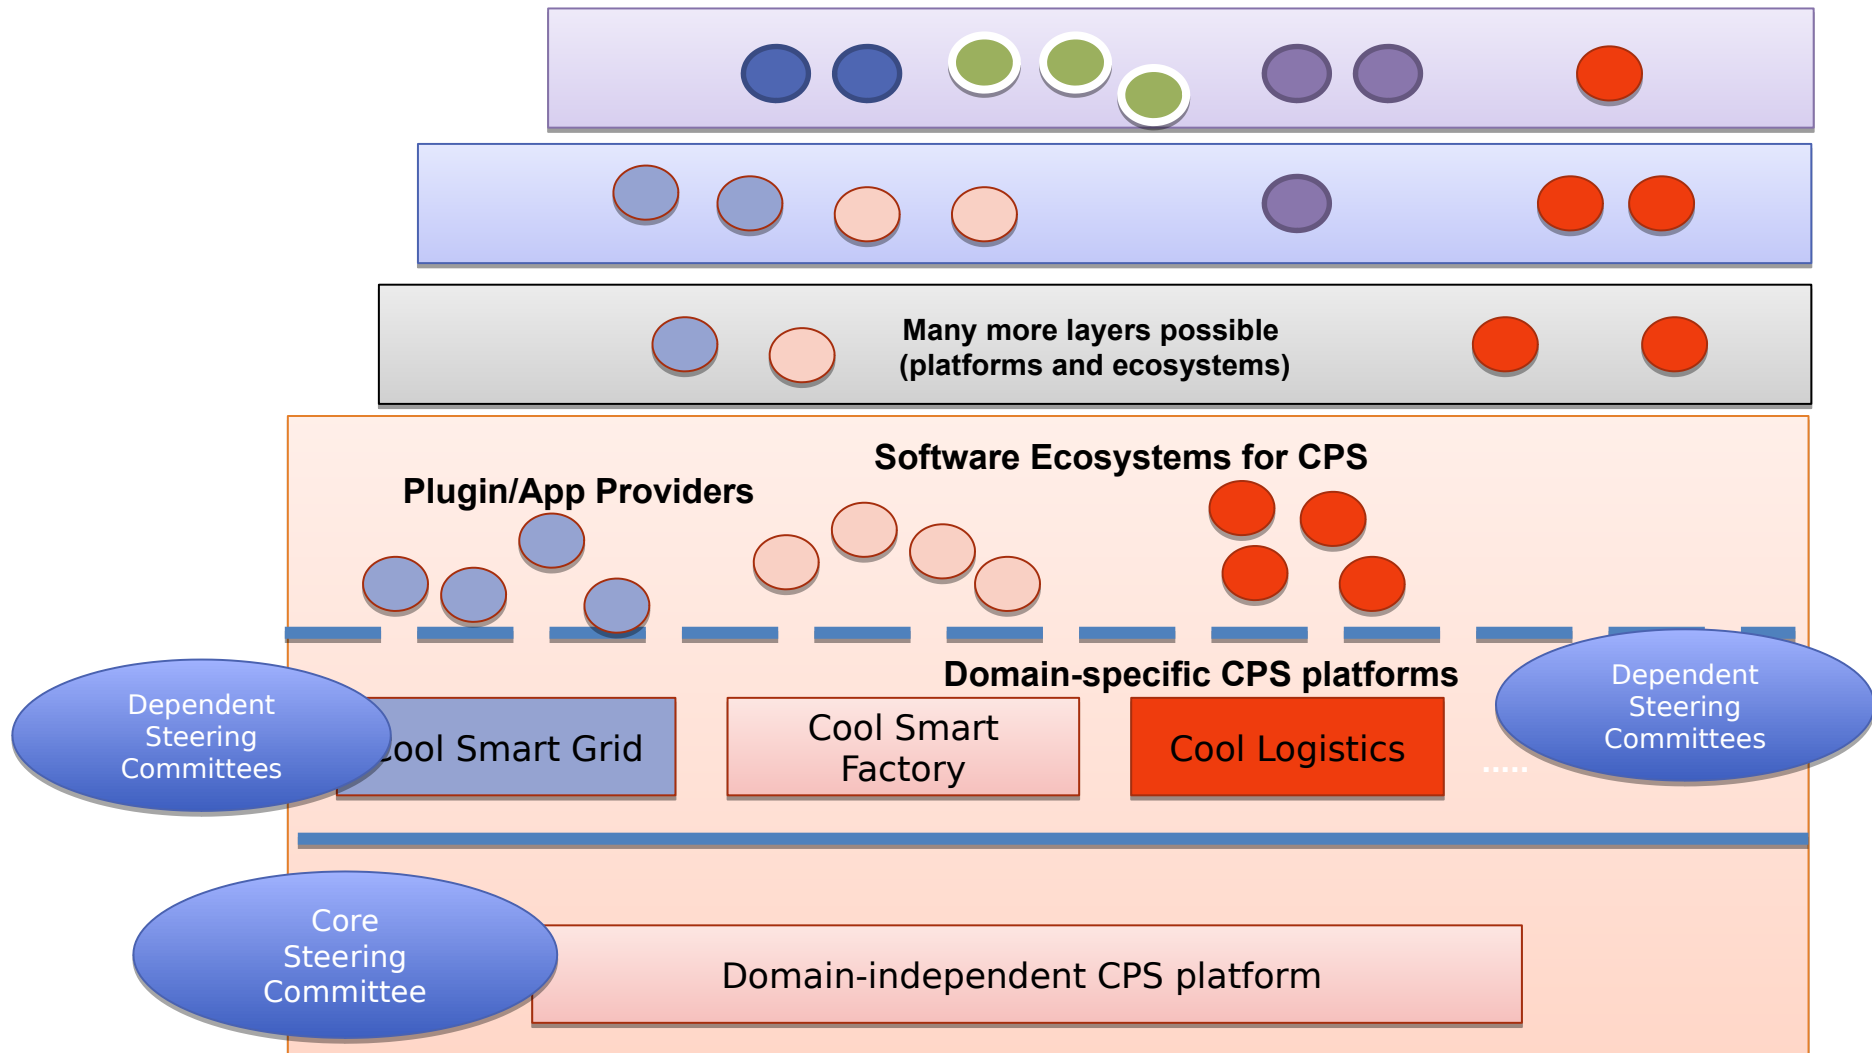 Many more layers possible
(platforms and ecosystems)
Software Ecosystems for CPS
Plugin/App Providers
Domain-specific CPS platforms
Dependent
Steering
Committees
Cool Smart Grid
Cool Smart
Factory
Cool Logistics
.....
Dependent
Steering
Committees
Core
Steering
Committee
Domain-independent CPS platform